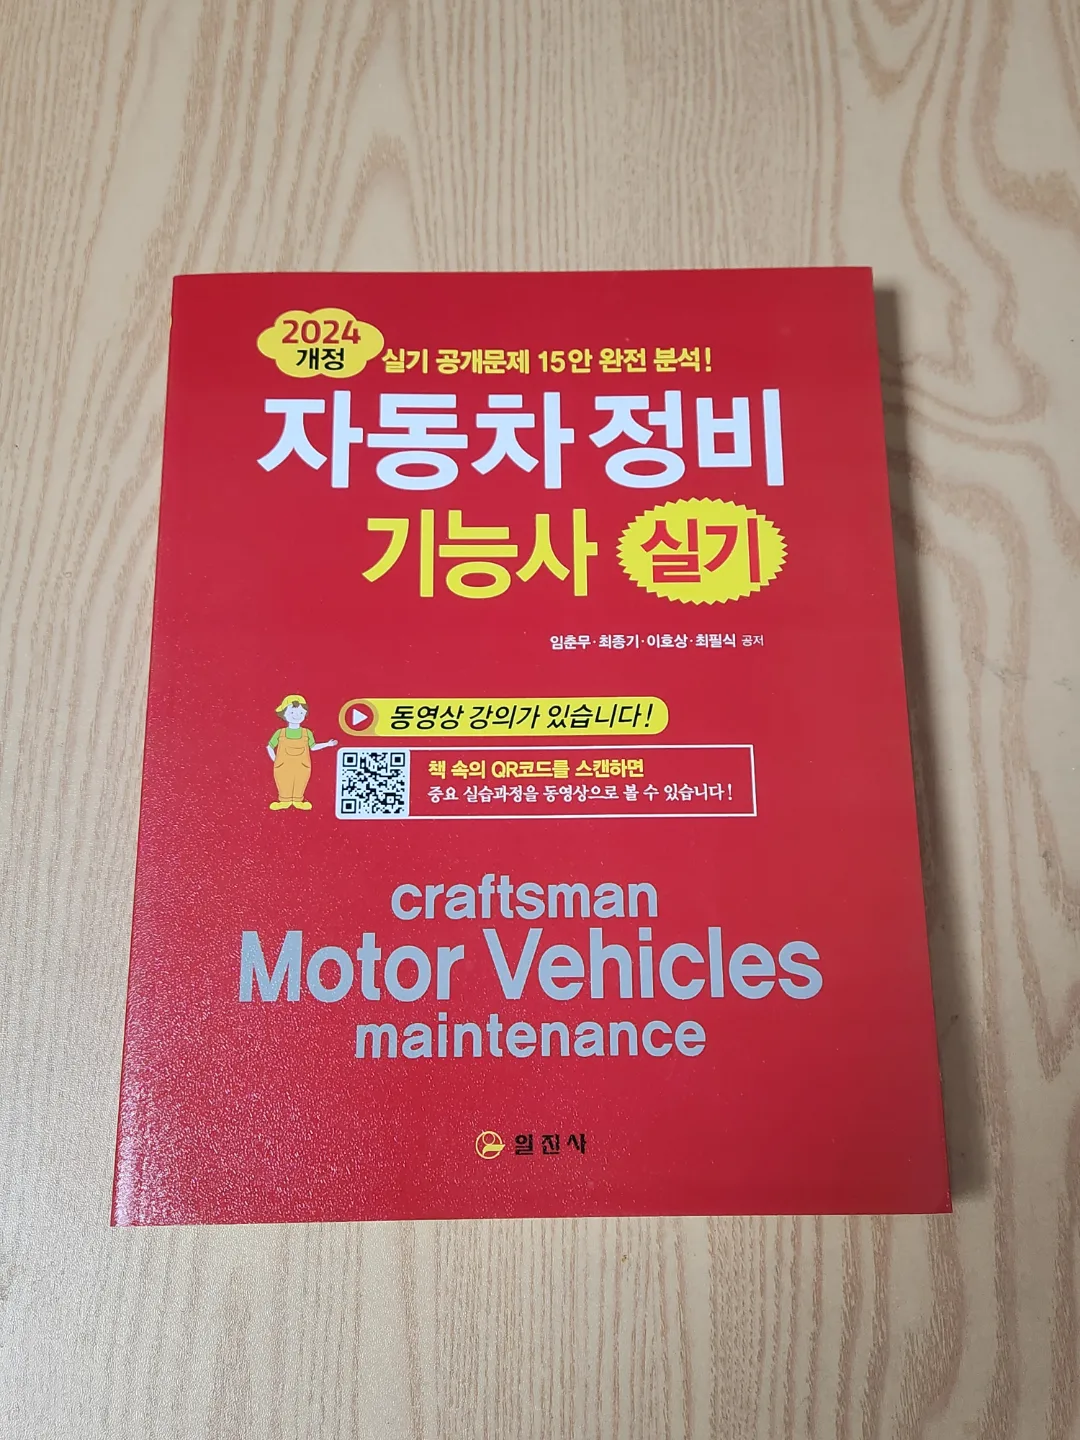 2024
개정
실기 공개문제 15안 완전 분석!
자동차 정비
기능사 실기
임춘무·최종기·이호상·최필식 공저
동영상 강의가 있습니다!
책 속의 QR코드를 스캔하면
중요 실습과정을 동영상으로 볼 수 있습니다!
craftsman
Motor Vehicles
maintenance
일진사